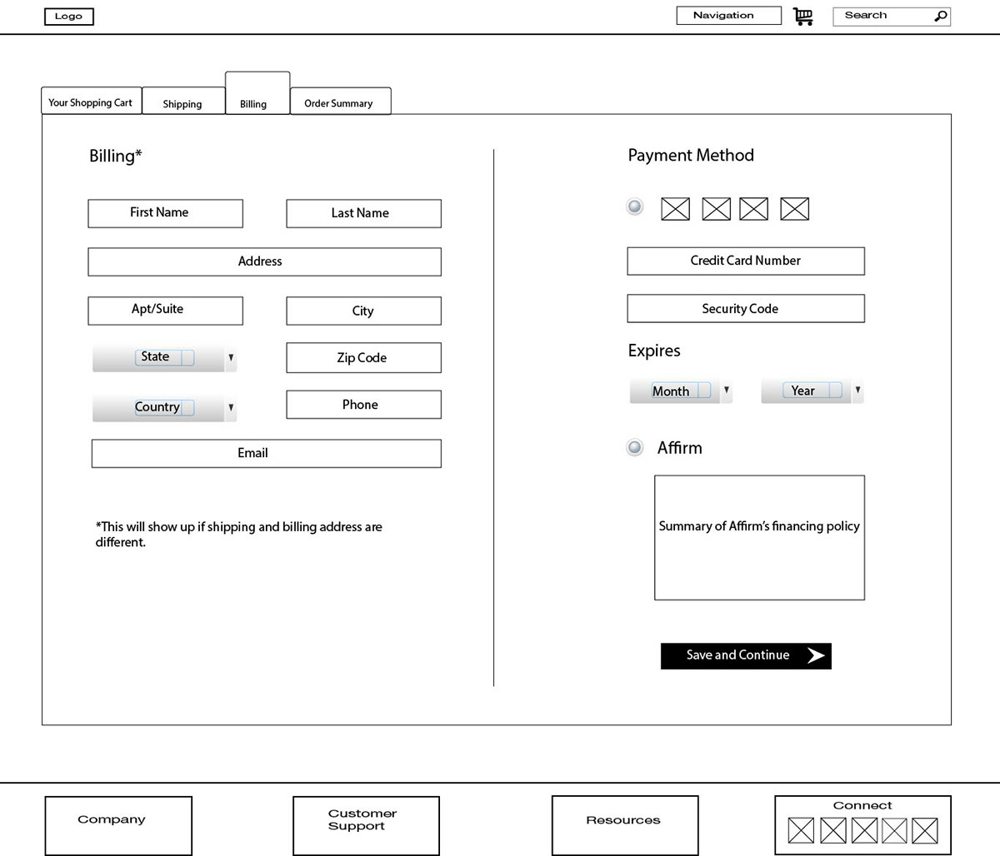 Logo
Navigation
Search
Your Shopping Cart
Shipping
Billing
Order Summary
Billing*
First Name
Last Name
Address
Apt/Suite
City
State
Zip Code
Country
Phone
Email
*This will show up if shipping and billing address are
different.
Payment Method
Credit Card Number
Security Code
Expires
Month
Year
Affirm
Summary of Affirm’s financing policy
Save and Continue
Company
Customer
Support
Resources
Connect